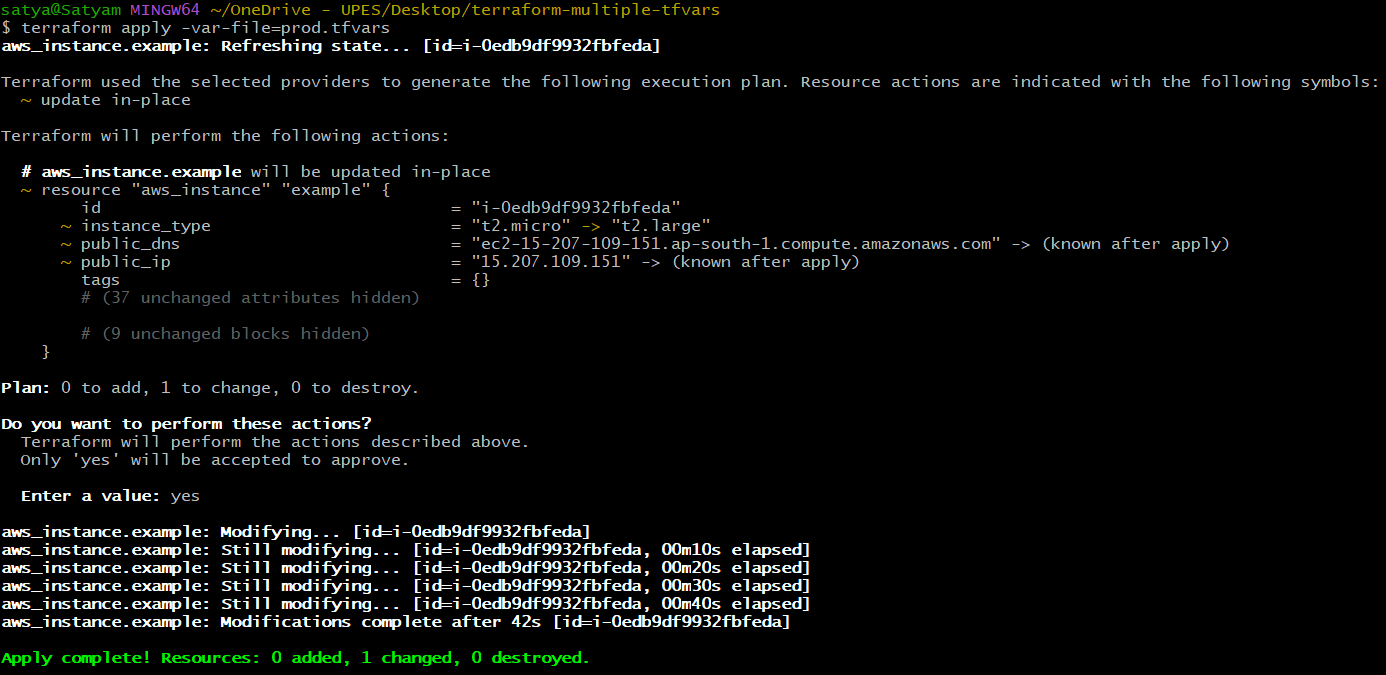 satya@Satyam MINGW64 ~/OneDrive - UPES/Desktop/terraform-multiple-tfvars
$ terraform apply -var-file=prod.tfvars
aws_instance.example: Refreshing state... [id=i-0edb9df9932fbfeda]

Terraform used the selected providers to generate the following execution plan. Resource actions are indicated with the following symbols:
  ~ update in-place

Terraform will perform the following actions:

  # aws_instance.example will be updated in-place
  ~ resource "aws_instance" "example" {
        id                                   = "i-0edb9df9932fbfeda"
      ~ instance_type                        = "t2.micro" -> "t2.large"
      ~ public_dns                           = "ec2-15-207-109-151.ap-south-1.compute.amazonaws.com" -> (known after apply)
      ~ public_ip                            = "15.207.109.151" -> (known after apply)
        tags                                 = {}
        # (37 unchanged attributes hidden)

        # (9 unchanged blocks hidden)
    }

Plan: 0 to add, 1 to change, 0 to destroy.

Do you want to perform these actions?
  Terraform will perform the actions described above.
  Only 'yes' will be accepted to approve.

  Enter a value: yes

aws_instance.example: Modifying... [id=i-0edb9df9932fbfeda]
aws_instance.example: Still modifying... [id=i-0edb9df9932fbfeda, 00m10s elapsed]
aws_instance.example: Still modifying... [id=i-0edb9df9932fbfeda, 00m20s elapsed]
aws_instance.example: Still modifying... [id=i-0edb9df9932fbfeda, 00m30s elapsed]
aws_instance.example: Still modifying... [id=i-0edb9df9932fbfeda, 00m40s elapsed]
aws_instance.example: Modifications complete after 42s [id=i-0edb9df9932fbfeda]

Apply complete! Resources: 0 added, 1 changed, 0 destroyed.